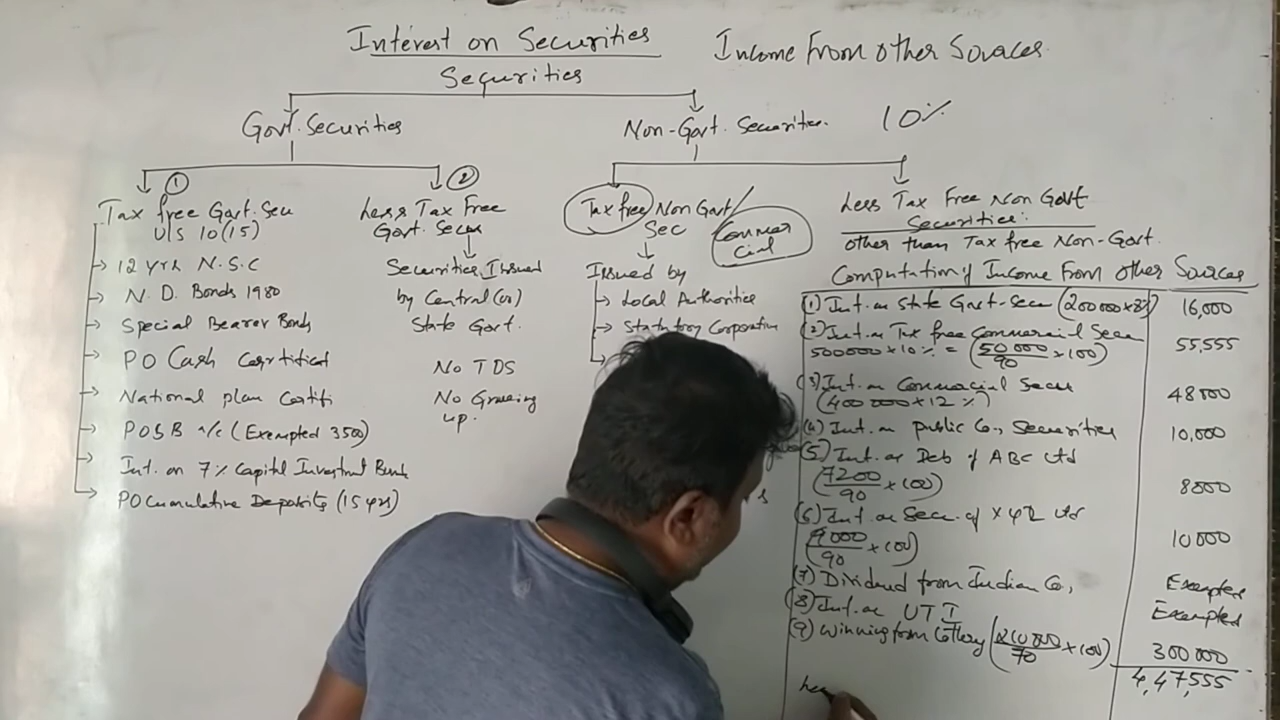 Interest on Securities
Income From Other Sources
Securities
Govt. Securities
Non-Govt. Securities.
10%
1
2
Tax free Govt. Sec
U/S 10(15)
12 yrs N.S.C
N. D. Bonds 1980
Special Bearer Bonds
PO Cash Certificat
National plan Certifi
POSB a/c (Exempted 3500)
Int. on 7% Capital Investment Bonds
PO Cumulative Deposits (15 yrs)
Less Tax Free
Govt. Secu
Securities Issued
by Central (or)
State Govt.
No TDS
No Grossing
up.
Tax free Non Govt/
Sec
Commer
cial
Issued by
Local Authorities
Statutory Corporation
Less Tax Free Non Govt
Securities:
other than Tax free Non-Govt.
Computation of Income From Other Sources
(1) Int. on State Govt-Secu (200000×8%) 16,000
(2) Int. on Tax free Commercial Secu
500000×10% = (50000/90 ×100) 55,555
(3) Int. on Commercial Secu
(400000×12%) 48000
(4) Int. on public Co., Securities 10,000
(5) Int. on Deb of ABC Ltd
(7200/90 ×100) 8000
(6) Int. on Secu. of XYZ Ltd
(9000/90 ×100) 10000
(7) Dividend from Indian Co., Exempted
(8) Int. on UTI Exempted
(9) Winning from Lottery (210000/70 ×100) 300000
4,47,555
Les